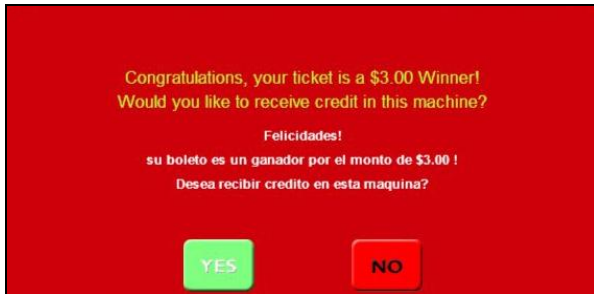 Congratulations, your ticket is a $3.00 Winner!
Would you like to receive credit in this machine?
Felicidades!
su boleto es un ganador por el monto de $3.00 !
Desea recibir credito en esta maquina?
YES
NO